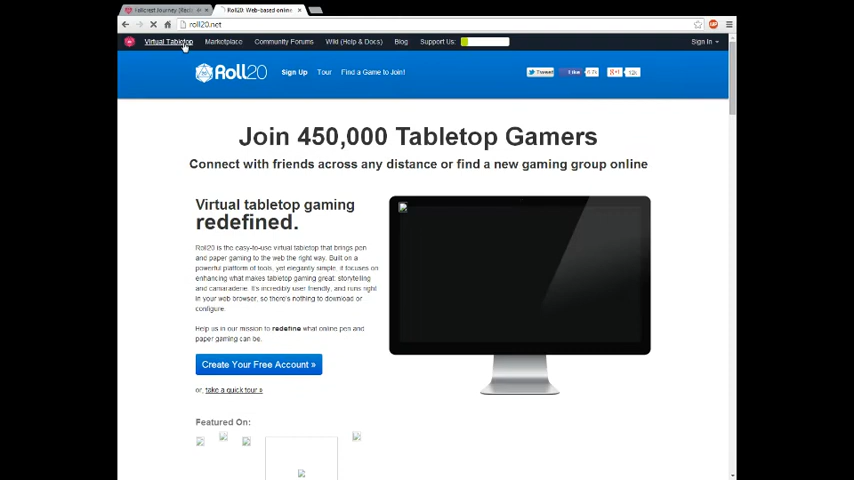 Hillcrest Journey
Roll20: Web-based online
roll20.net
Virtual Tabletop Marketplace Community Forums Wiki (Help & Docs) Blog Support Us: Sign In
Roll20 Sign Up Tour Find a Game to Join! Tweet Like
Join 450,000 Tabletop Gamers
Connect with friends across any distance or find a new gaming group online
Virtual tabletop gaming
redefined.
Roll20 is the easy-to-use virtual tabletop that brings pen
and paper gaming to the web the right way. Built on a
powerful platform of tools, yet elegantly simple, it focuses on
enhancing what makes tabletop gaming great: storytelling
and camaraderie. It's incredibly user friendly, and runs right
in your web browser, so there's nothing to download or
configure.
Help us in our mission to redefine what online pen and
paper gaming can be.
Create Your Free Account »
or, take a quick tour »
Featured On: